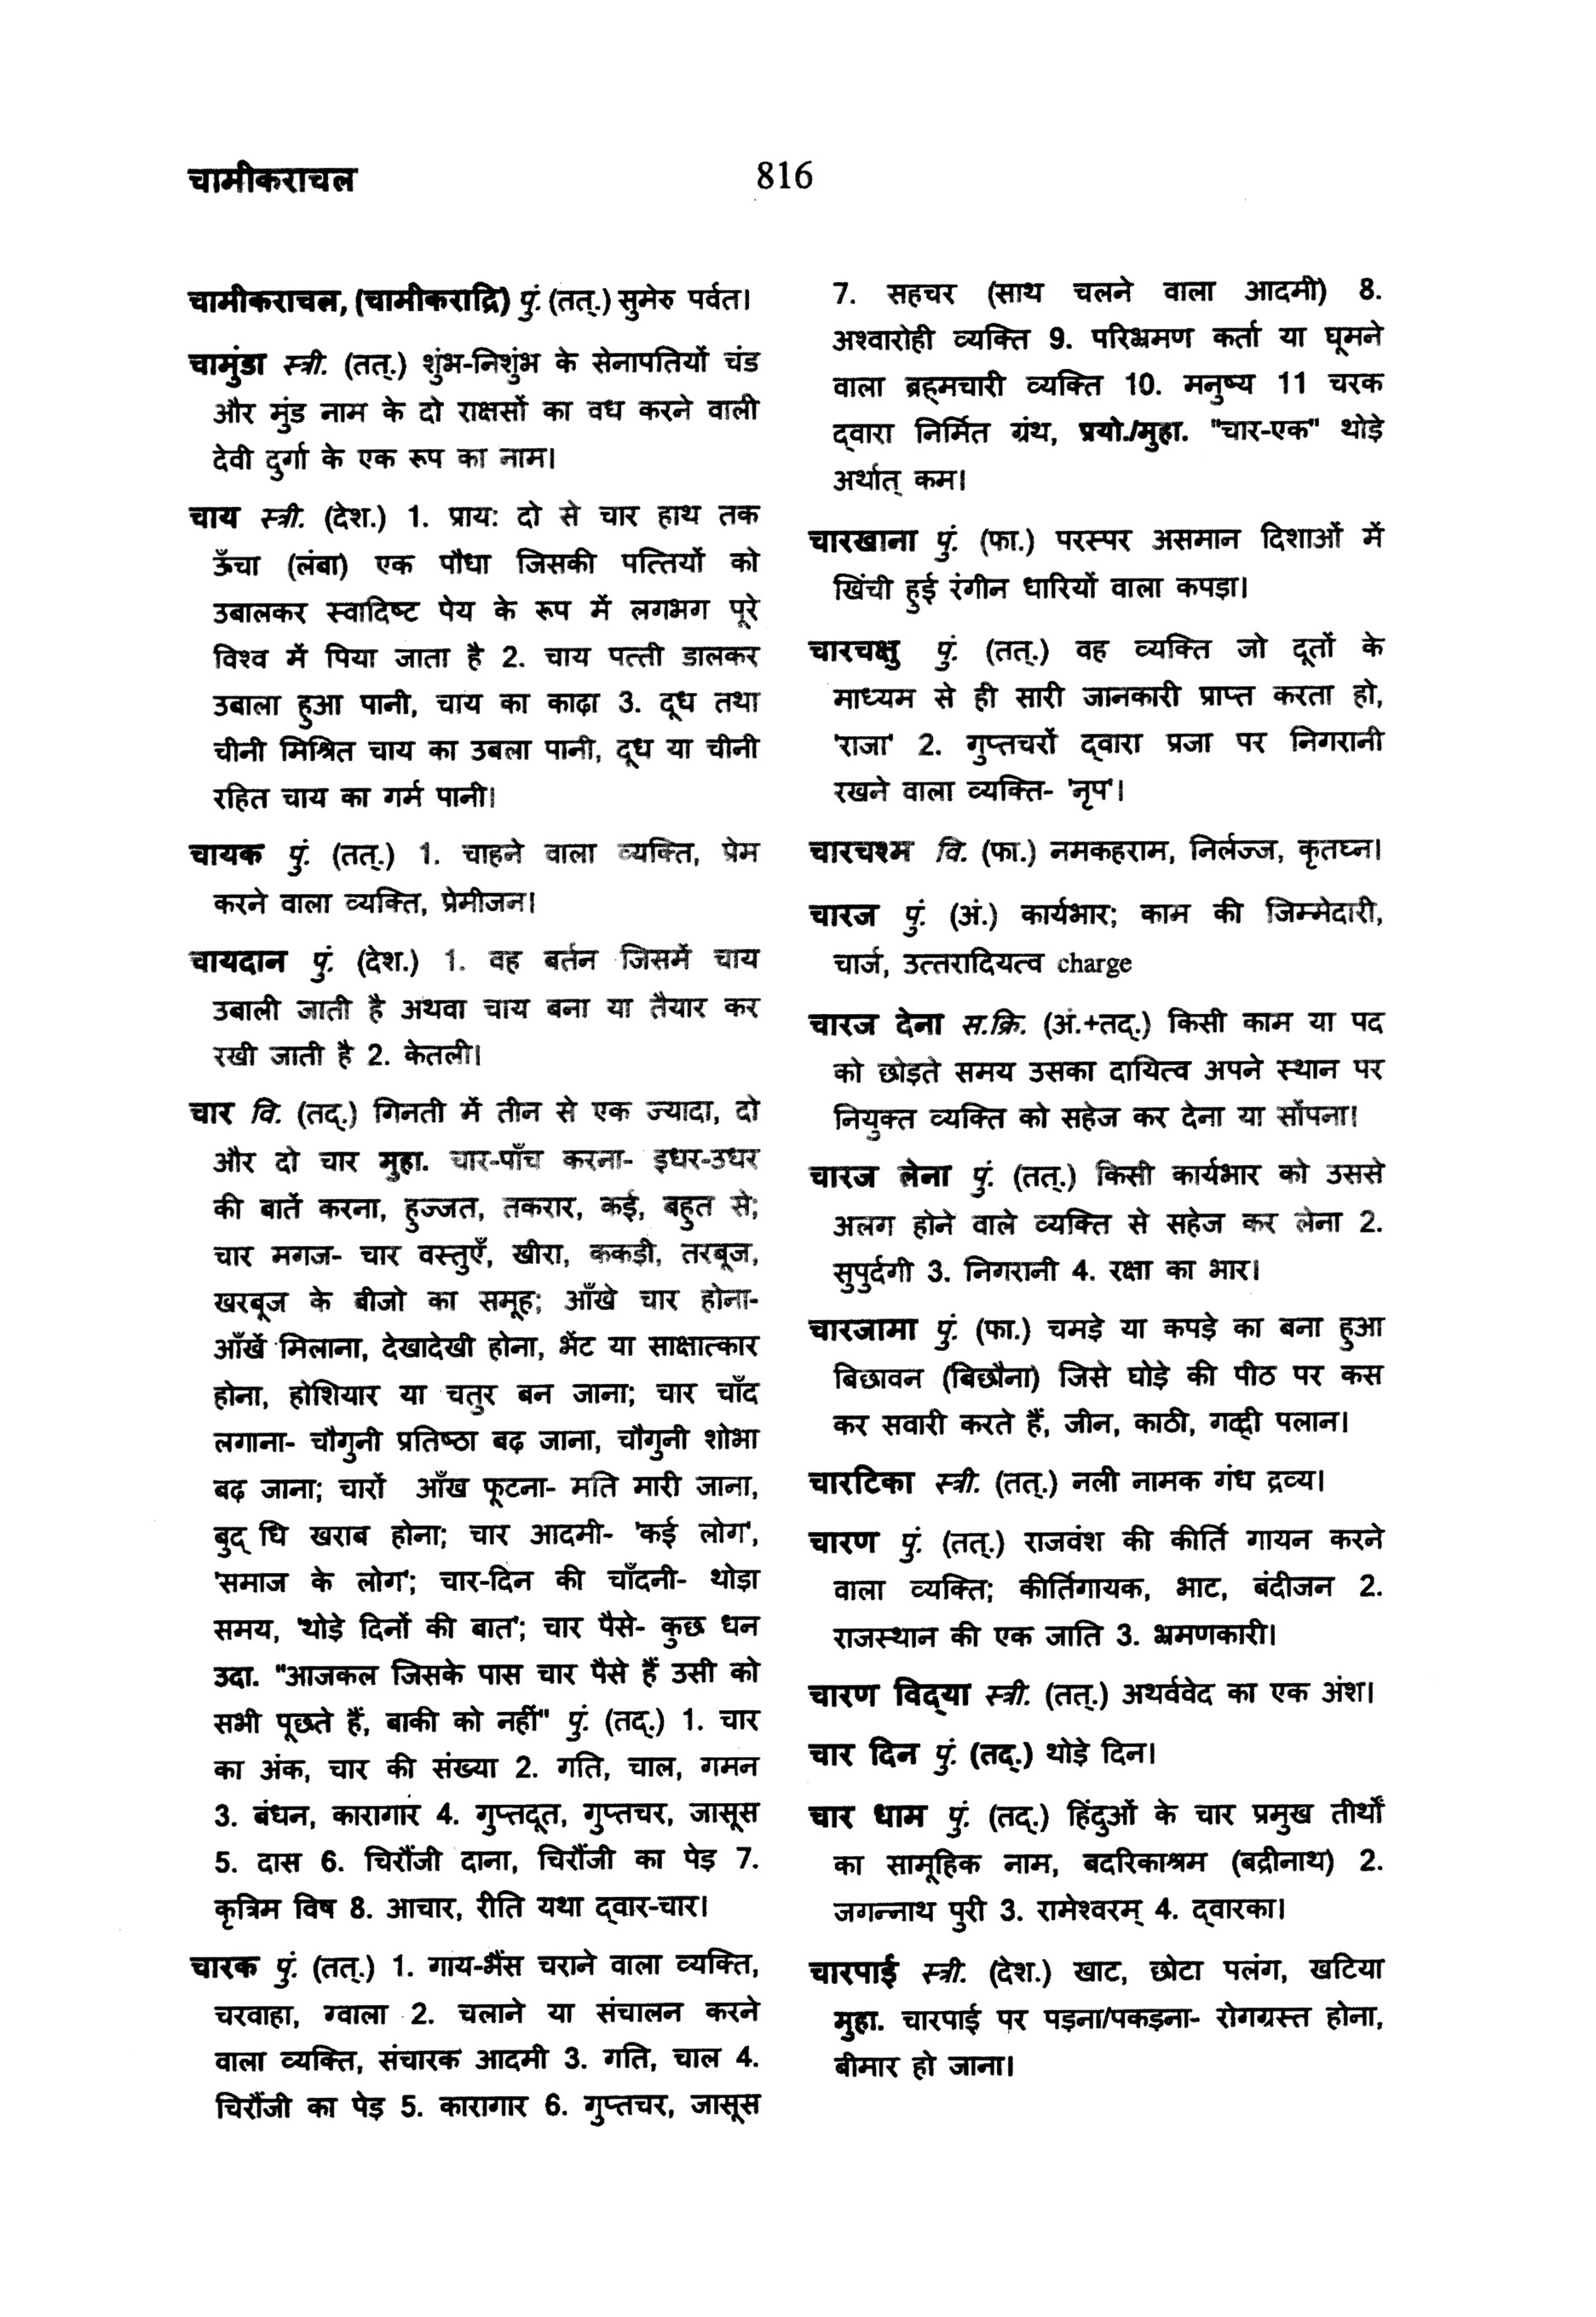 चामीकराचल
816
चामीकराचल, (चामीकराद्रि) पुं. (तत्.) सुमेरु पर्वत।
चामुंडा स्त्री. (तत्.) शुंभ-निशुंभ के सेनापतियों चंड
और मुंड नाम के दो राक्षसों का वध करने वाली
देवी दुर्गा के एक रूप का नाम।
चाय स्त्री. (देश.) 1. प्राय: दो से चार हाथ तक
ऊँचा (लंबा) एक पौधा जिसकी पत्तियों को
उबालकर स्वादिष्ट पेय के रूप में लगभग पूरे
विश्व में पिया जाता है 2. चाय पत्ती डालकर
उबाला हुआ पानी, चाय का काढ़ा 3. दूध तथा
चीनी मिश्रित चाय का उबला पानी, दूध या चीनी
रहित चाय का गर्म पानी।
चायक पुं. (तत्.) 1. चाहने वाला व्यक्ति, प्रेम
करने वाला व्यक्ति, प्रेमीजन।
चायदान पुं. (देश.) 1. वह बर्तन जिसमें चाय
उबाली जाती है अथवा चाय बना या तैयार कर
रखी जाती है 2. केतली।
चार वि. (तद्.) गिनती में तीन से एक ज्यादा, दो
और दो चार मुहा. चार-पाँच करना- इधर-उधर
की बातें करना, हुज्जत, तकरार, कई, बहुत से;
चार मगज- चार वस्तुएँ, खीरा, ककड़ी, तरबूज,
खरबूज के बीजो का समूह; आँखे चार होना-
आँखें मिलाना, देखादेखी होना, भेंट या साक्षात्कार
होना, होशियार या चतुर बन जाना; चार चाँद
लगाना- चौगुनी प्रतिष्ठा बढ़ जाना, चौगुनी शोभा
बढ़ जाना; चारों आँख फूटना- मति मारी जाना,
बुद् धि खराब होना; चार आदमी- 'कई लोग',
'समाज के लोग'; चार-दिन की चाँदनी- थोड़ा
समय, 'थोड़े दिनों की बात'; चार पैसे- कुछ धन
उदा. "आजकल जिसके पास चार पैसे हैं उसी को
सभी पूछते हैं, बाकी को नहीं" पुं. (तद्.) 1. चार
का अंक, चार की संख्या 2. गति, चाल, गमन
3. बंधन, कारागार 4. गुप्तदूत, गुप्तचर, जासूस
5. दास 6. चिरौंजी दाना, चिरौंजी का पेड़ 7.
कृत्रिम विष 8. आचार, रीति यथा द्वार-चार।
चारक पुं. (तत्.) 1. गाय-भैंस चराने वाला व्यक्ति,
चरवाहा, ग्वाला 2. चलाने या संचालन करने
वाला व्यक्ति, संचारक आदमी 3. गति, चाल 4.
चिरौंजी का पेड़ 5. कारागार 6. गुप्तचर, जासूस
7. सहचर (साथ चलने वाला आदमी) 8.
अश्वारोही व्यक्ति 9. परिभ्रमण कर्ता या घूमने
वाला ब्रह्मचारी व्यक्ति 10. मनुष्य 11 चरक
द्वारा निर्मित ग्रंथ, प्रयो./मुहा. "चार-एक" थोड़े
अर्थात् कम।
चारखाना पुं. (फा.) परस्पर असमान दिशाओं में
खिंची हुई रंगीन धारियों वाला कपड़ा।
चारचक्षु पुं. (तत्.) वह व्यक्ति जो दूतों के
माध्यम से ही सारी जानकारी प्राप्त करता हो,
'राजा' 2. गुप्तचरों द्वारा प्रजा पर निगरानी
रखने वाला व्यक्ति- 'नृप'।
चारचश्म वि. (फा.) नमकहराम, निर्लज्ज, कृतघ्न।
चारज पुं. (अं.) कार्यभार; काम की जिम्मेदारी,
चार्ज, उत्तरादियत्व charge
चारज देना स.क्रि. (अं.+तद्.) किसी काम या पद
को छोड़ते समय उसका दायित्व अपने स्थान पर
नियुक्त व्यक्ति को सहेज कर देना या सौंपना।
चारज लेना पुं. (तत्.) किसी कार्यभार को उससे
अलग होने वाले व्यक्ति से सहेज कर लेना 2.
सुपुर्दगी 3. निगरानी 4. रक्षा का भार।
चारजामा पुं. (फा.) चमड़े या कपड़े का बना हुआ
बिछावन (बिछौना) जिसे घोड़े की पीठ पर कस
कर सवारी करते हैं, जीन, काठी, गद्दी पलान।
चारटिका स्त्री. (तत्.) नली नामक गंध द्रव्य।
चारण पुं. (तत्.) राजवंश की कीर्ति गायन करने
वाला व्यक्ति; कीर्तिगायक, भाट, बंदीजन 2.
राजस्थान की एक जाति 3. भ्रमणकारी।
चारण विद्या स्त्री. (तत्.) अथर्ववेद का एक अंश।
चार दिन पुं. (तद्.) थोड़े दिन।
चार धाम पुं. (तद्.) हिंदुओं के चार प्रमुख तीर्थों
का सामूहिक नाम, बदरिकाश्रम (बद्रीनाथ) 2.
जगन्नाथ पुरी 3. रामेश्वरम् 4. द्वारका।
चारपाई स्त्री. (देश.) खाट, छोटा पलंग, खटिया
मुहा. चारपाई पर पड़ना/पकड़ना- रोगग्रस्त होना,
बीमार हो जाना।